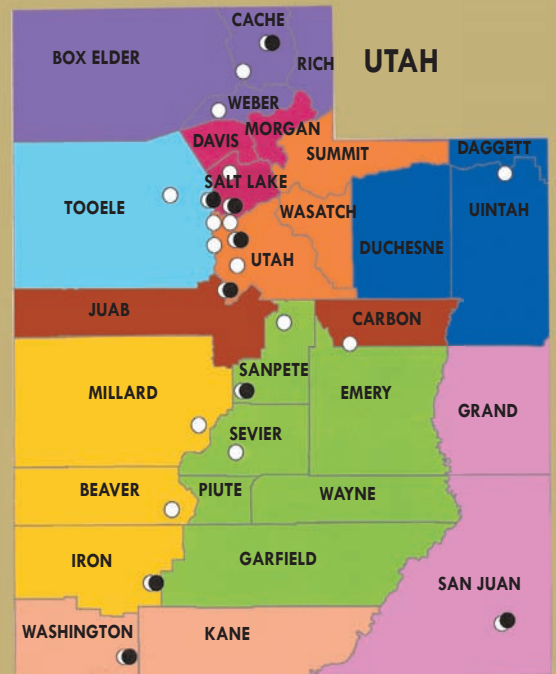 CACHE
BOX ELDER
UTAH
RICH
WEBER
MORGAN
DAVIS
SUMMIT
DAGGETT
SALT LAKE
TOOELE
WASATCH
UINTAH
DUCHESNE
UTAH
JUAB
CARBON
SANPETE
MILLARD
EMERY
GRAND
SEVIER
BEAVER
PIUTE
WAYNE
IRON
GARFIELD
SAN JUAN
WASHINGTON
KANE